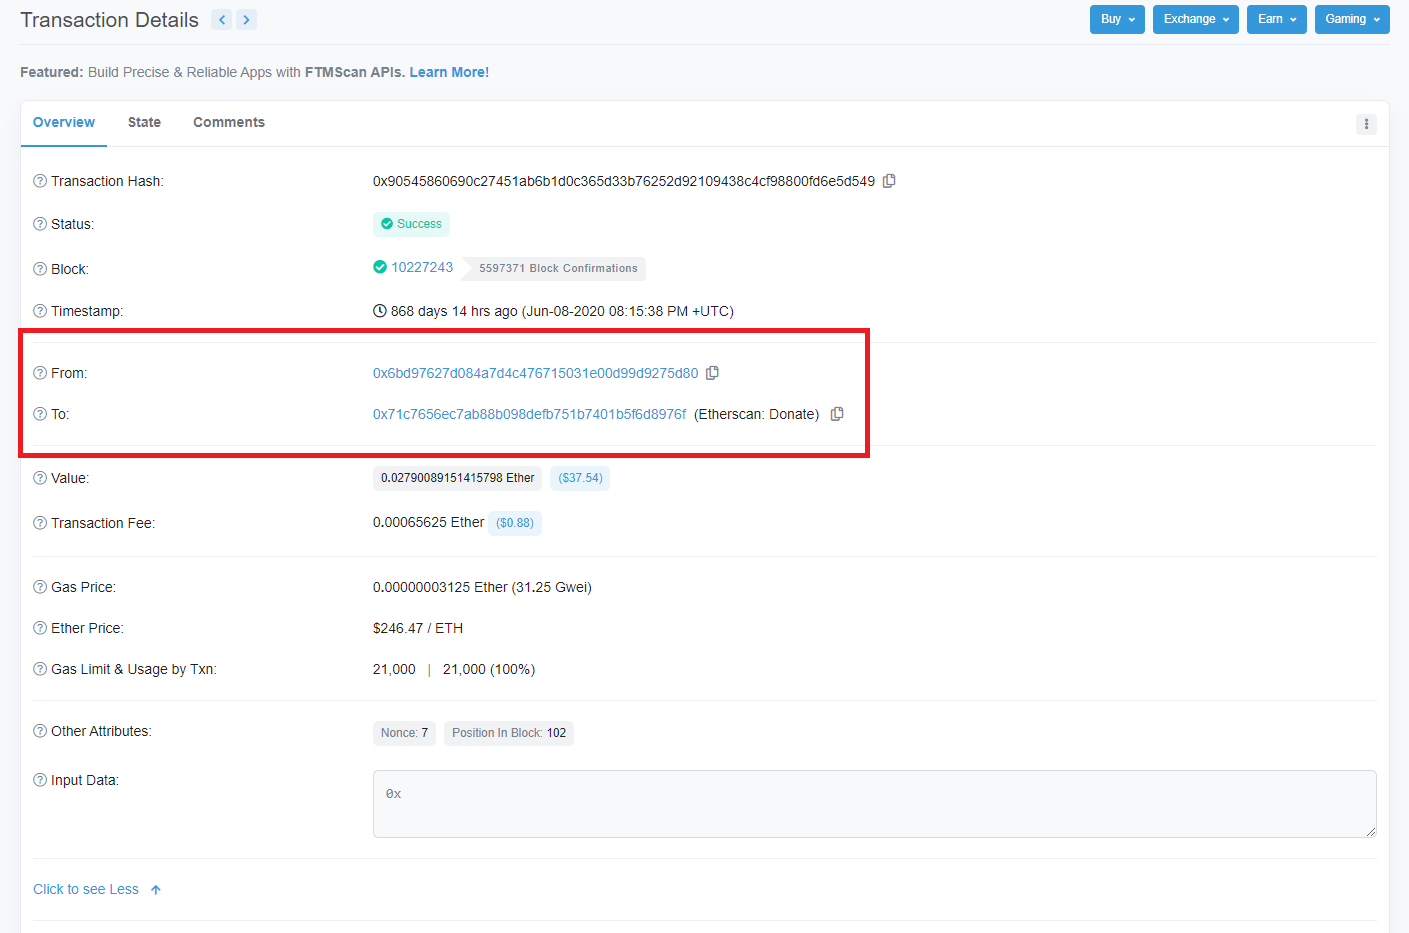 Transaction Details
Buy Exchange Earn Gaming
Featured: Build Precise & Reliable Apps with FTMScan APIs. Learn More!
Overview State Comments
Transaction Hash: 0x90545860690c27451ab6b1d0c365d33b76252d92109438c4cf98800fd6e5d549
Status: Success
Block: 10227243 5597371 Block Confirmations
Timestamp: 868 days 14 hrs ago (Jun-08-2020 08:15:38 PM +UTC)
From: 0x6bd97627d084a7d4c476715031e00d99d9275d80
To: 0x71c7656ec7ab88b098defb751b7401b5f6d8976f (Etherscan: Donate)
Value: 0.02790089151415798 Ether ($37.54)
Transaction Fee: 0.00065625 Ether ($0.88)
Gas Price: 0.00000003125 Ether (31.25 Gwei)
Ether Price: $246.47 / ETH
Gas Limit & Usage by Txn: 21,000 | 21,000 (100%)
Other Attributes: Nonce: 7 Position In Block: 102
Input Data: 0x
Click to see Less